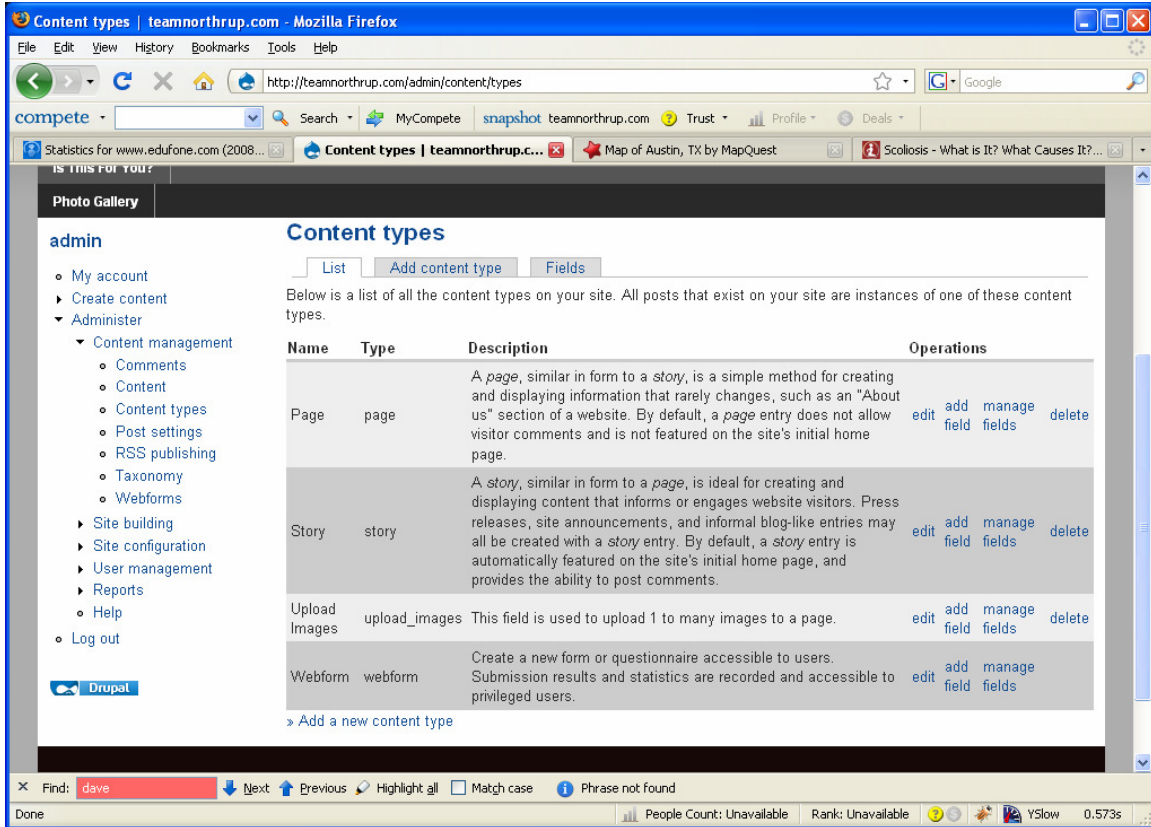 Content types | teamnorthrup.com - Mozilla Firefox
File Edit View History Bookmarks Tools Help
http://teamnorthrup.com/admin/content/types
G Google
compete Search MyCompete snapshot teamnorthrup.com Trust Profile Deals
Statistics for www.edufone.com (2008... Content types | teamnorthrup.c... Map of Austin, TX by MapQuest Scoliosis - What is It? What Causes It?...
Is This For You?
Photo Gallery
admin
My account
Create content
Administer
Content management
Comments
Content
Content types
Post settings
RSS publishing
Taxonomy
Webforms
Site building
Site configuration
User management
Reports
Help
Log out
Drupal
Content types
List Add content type Fields
Below is a list of all the content types on your site. All posts that exist on your site are instances of one of these content
types.
Name Type Description Operations
Page page A page, similar in form to a story, is a simple method for creating
and displaying information that rarely changes, such as an "About
us" section of a website. By default, a page entry does not allow
visitor comments and is not featured on the site's initial home
page.
edit add field manage fields delete
Story story A story, similar in form to a page, is ideal for creating and
displaying content that informs or engages website visitors. Press
releases, site announcements, and informal blog-like entries may
all be created with a story entry. By default, a story entry is
automatically featured on the site's initial home page, and
provides the ability to post comments.
edit add field manage fields delete
Upload Images upload_images This field is used to upload 1 to many images to a page. edit add field manage fields delete
Webform webform Create a new form or questionnaire accessible to users.
Submission results and statistics are recorded and accessible to
privileged users.
edit add field manage fields
» Add a new content type
Find: dave Next Previous Highlight all Match case Phrase not found
Done People Count: Unavailable Rank: Unavailable YSlow 0.573s